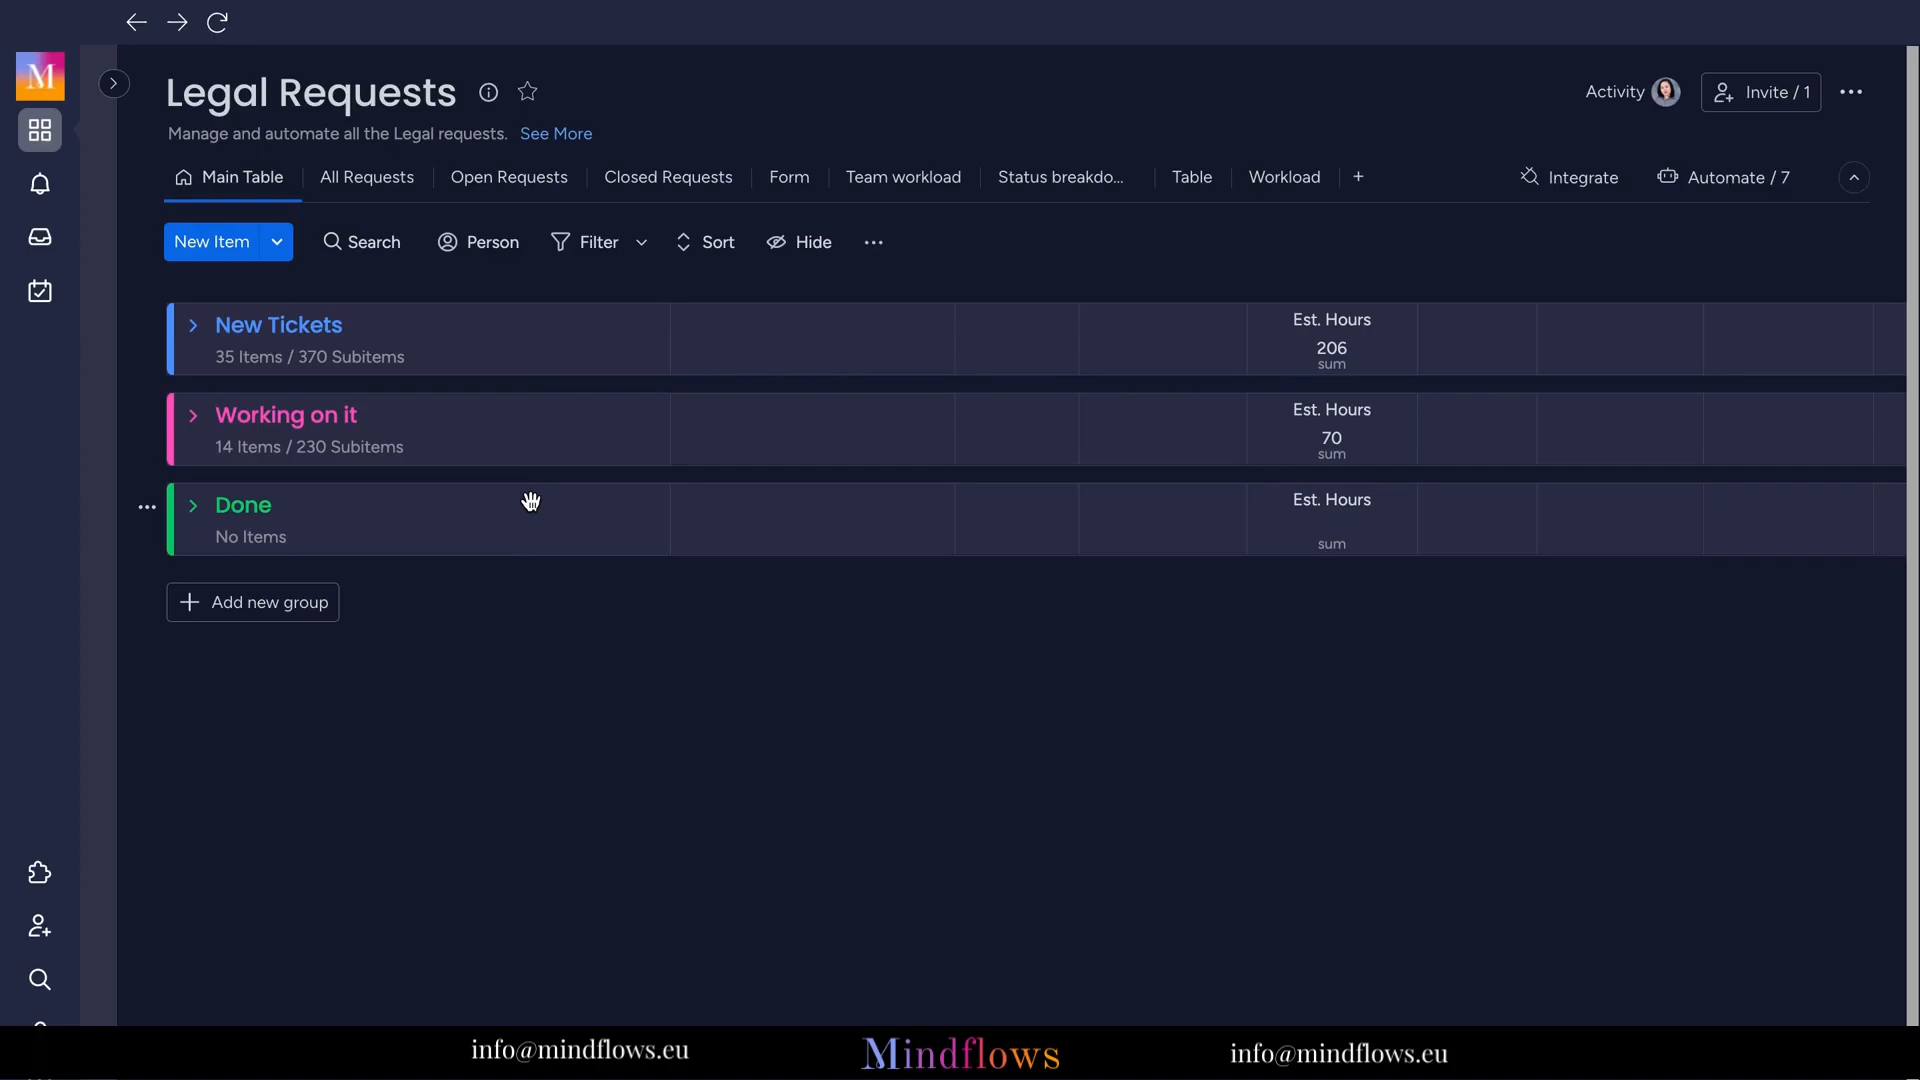 M
Legal Requests
Activity
Invite / 1
Manage and automate all the Legal requests. See More
Main Table
All Requests
Open Requests
Closed Requests
Form
Team workload
Status breakdo...
Table
Workload
+
Integrate
Automate / 7
New Item
Search
Person
Filter
Sort
Hide
New Tickets
35 Items / 370 Subitems
Est. Hours
206
sum
Working on it
14 Items / 230 Subitems
Est. Hours
70
sum
Done
No Items
Est. Hours
sum
+ Add new group
info@mindflows.eu
Mindflows
info@mindflows.eu